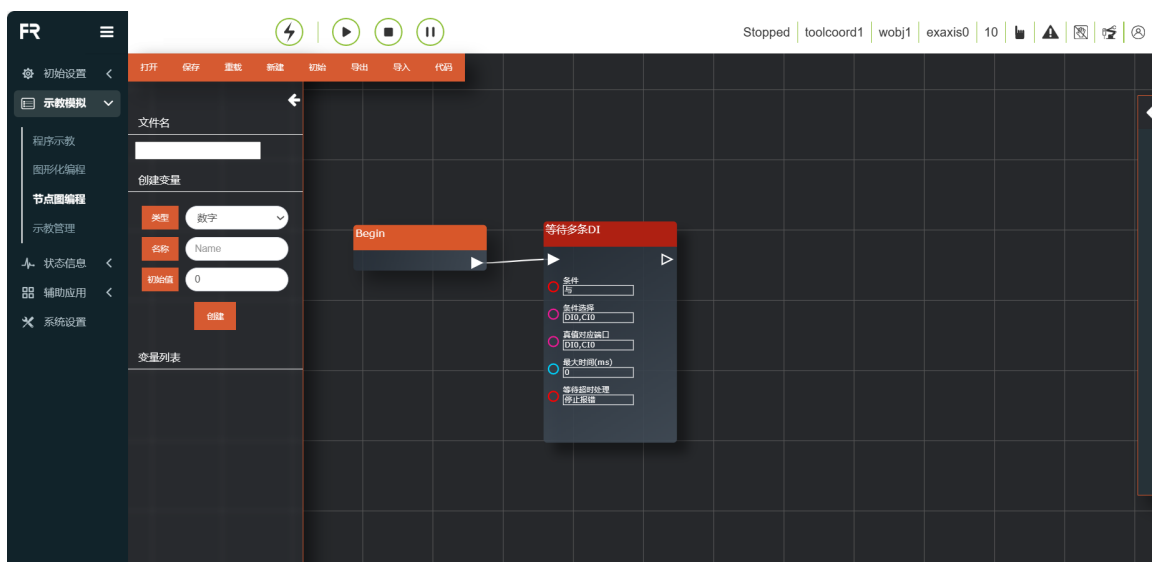 FR
Stopped toolcoord1 wobj1 exaxis0 10
初始设置
示教模拟
程序示教
图形化编程
节点图编程
示教管理
状态信息
辅助应用
系统设置
打开 保存 重载 新建 初始 导出 导入 代码
文件名
创建变量
类型 数字
名称 Name
初始值 0
创建
变量列表
Begin
等待多条DI
条件
与
条件选择
DI0,CI0
真值对应端口
DI0,CI0
最大时间(ms)
0
等待超时处理
停止报错